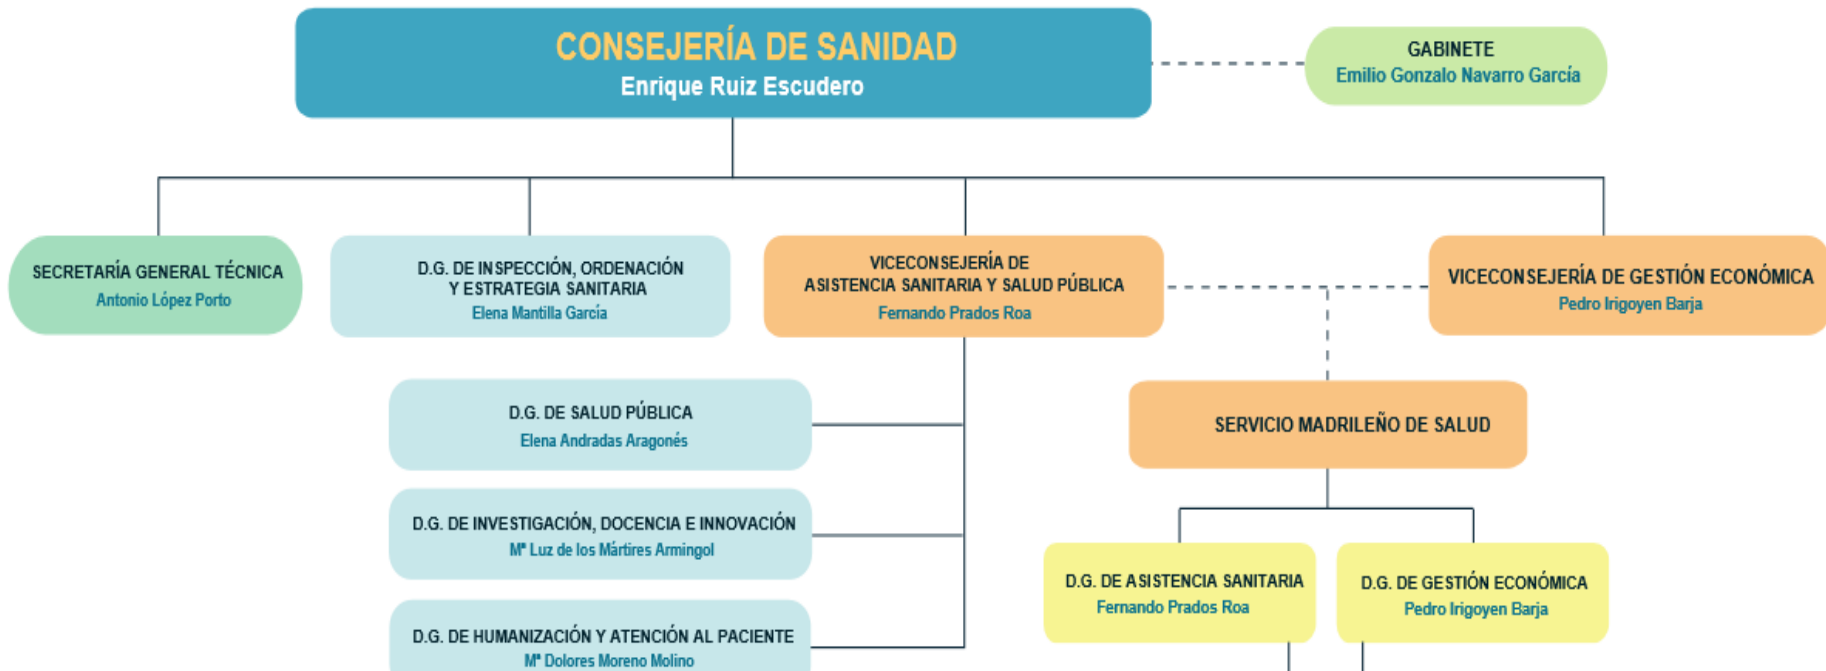 CONSEJERÍA DE SANIDAD
Enrique Ruiz Escudero
GABINETE
Emilio Gonzalo Navarro García
SECRETARÍA GENERAL TÉCNICA
Antonio López Porto
D.G. DE INSPECCIÓN, ORDENACIÓN
Y ESTRATEGIA SANITARIA
Elena Mantilla García
VICECONSEJERÍA DE
ASISTENCIA SANITARIA Y SALUD PÚBLICA
Fernando Prados Roa
VICECONSEJERÍA DE GESTIÓN ECONÓMICA
Pedro Irigoyen Barja
D.G. DE SALUD PÚBLICA
Elena Andradas Aragonés
SERVICIO MADRILEÑO DE SALUD
D.G. DE INVESTIGACIÓN, DOCENCIA E INNOVACIÓN
Mª Luz de los Mártires Armingol
D.G. DE ASISTENCIA SANITARIA
Fernando Prados Roa
D.G. DE GESTIÓN ECONÓMICA
Pedro Irigoyen Barja
D.G. DE HUMANIZACIÓN Y ATENCIÓN AL PACIENTE
Mª Dolores Moreno Molino